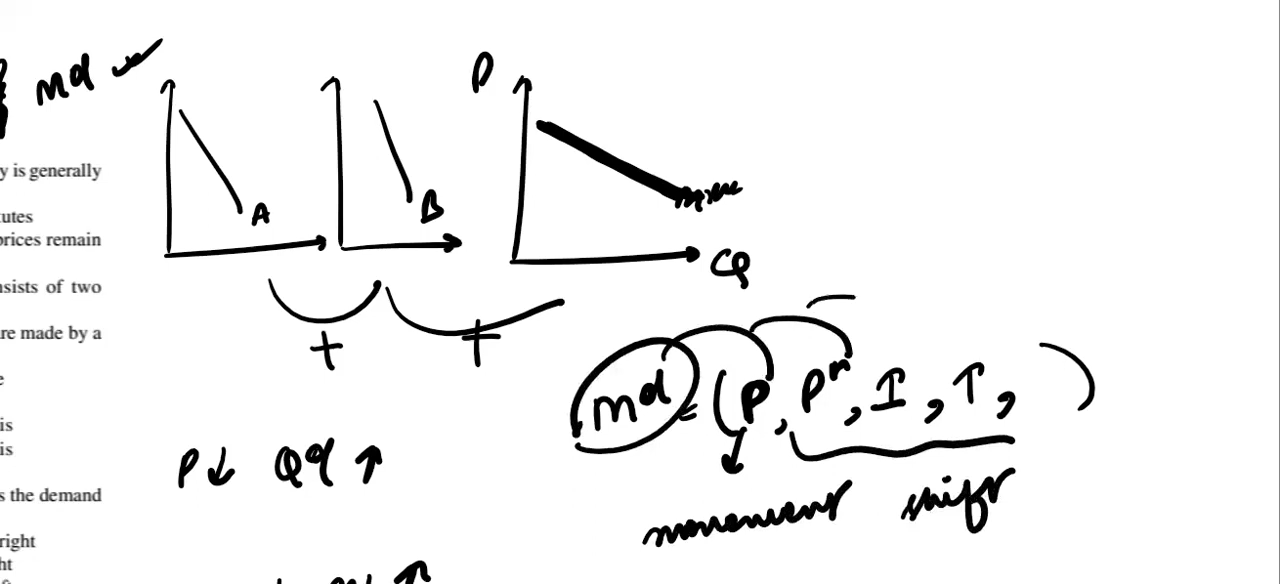 Md
P
y is generally
A
B
utes
prices remain
Q
nsists of two
+ +
re made by a
Md = (P, Pʳ, I, T, )
e
is
P↓ Qd ↑
is
s the demand
movement shift
right
ht